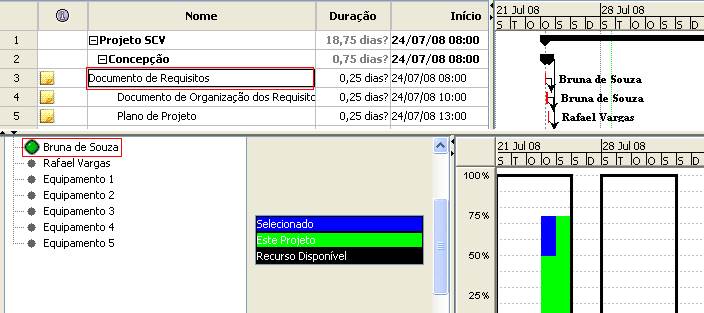 Nome Duração Início
21 Jul 08 28 Jul 08
S T O O S S D S T O O S S D
1 Projeto SCV 18,75 dias? 24/07/08 08:00
2 Concepção 0,75 dias? 24/07/08 08:00
3 Documento de Requisitos 0,25 dias? 24/07/08 08:00
Bruna de Souza
4 Documento de Organização dos Requisito 0,25 dias? 24/07/08 10:00
Bruna de Souza
5 Plano de Projeto 0,25 dias? 24/07/08 13:00
Rafael Vargas
Bruna de Souza
Rafael Vargas
Equipamento 1
Equipamento 2
Equipamento 3
Equipamento 4
Equipamento 5
Selecionado
Este Projeto
Recurso Disponível
21 Jul 08 28 Jul 08
S T O O S S D S T O O S S D
100%
75%
50%
25%